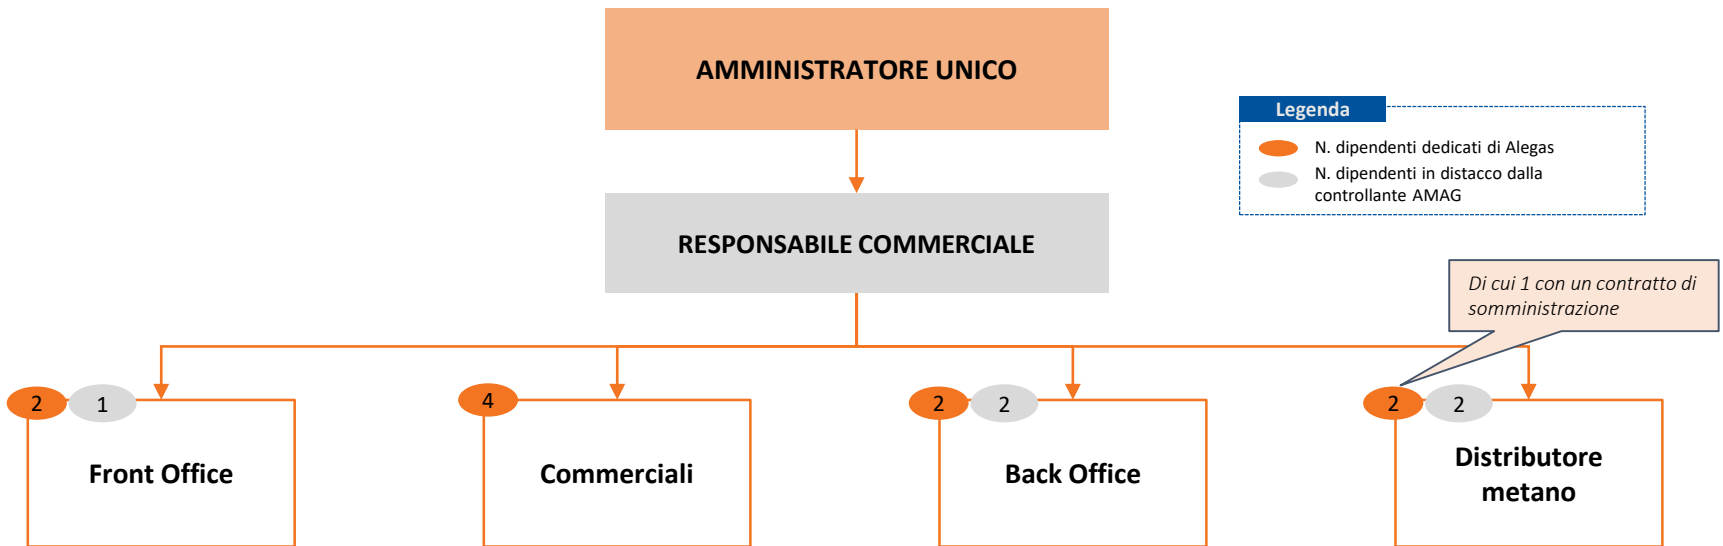 AMMINISTRATORE UNICO
Legenda
N. dipendenti dedicati di Alegas
N. dipendenti in distacco dalla
controllante AMAG
RESPONSABILE COMMERCIALE
Di cui 1 con un contratto di
somministrazione
2 1
4
2 2
2 2
Front Office
Commerciali
Back Office
Distributore
metano